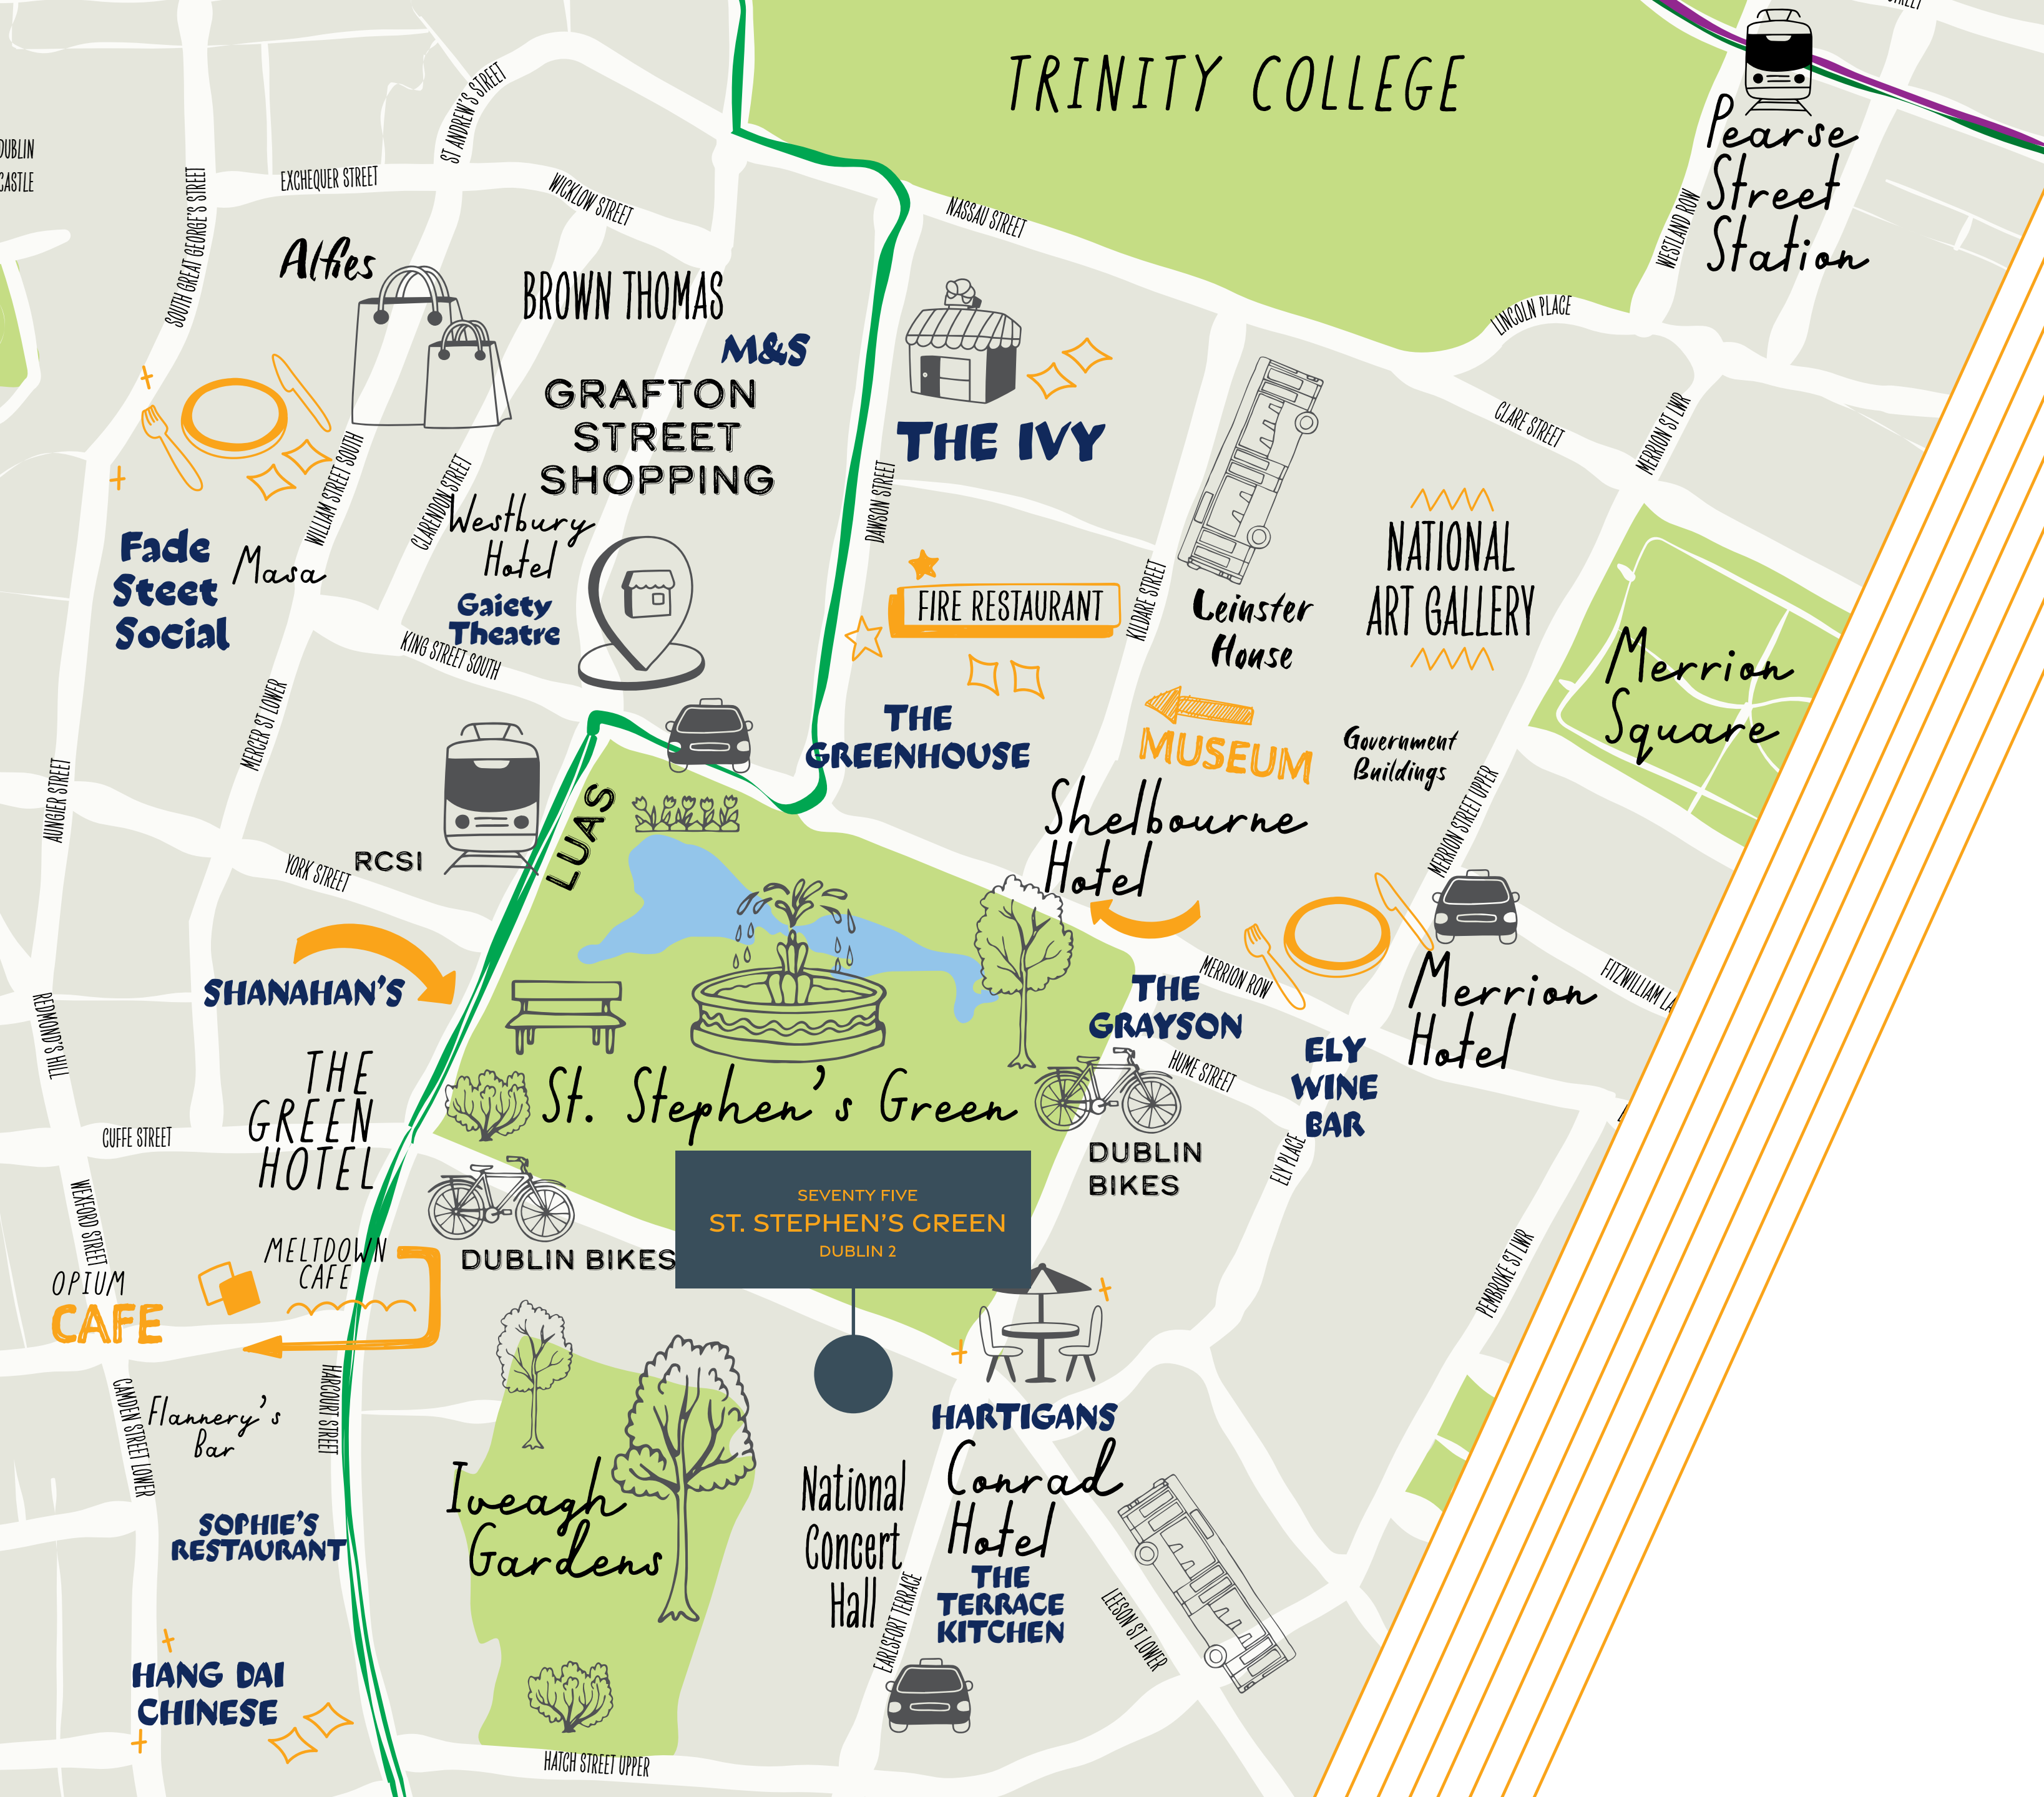 TRINITY COLLEGE
Pearse
Street
Station
DUBLIN
CASTLE
ST ANDREW'S STREET
EXCHEQUER STREET
WICKLOW STREET
NASSAU STREET
WESTLAND ROW
SOUTH GREAT GEORGE'S STREET
LINCOLN PLACE
Alfies
BROWN THOMAS
M&S
GRAFTON
STREET
SHOPPING
THE IVY
CLARE STREET
MERRION ST LWR
WILLIAM STREET SOUTH
CLARENDON STREET
DAWSON STREET
Westbury
Hotel
Fade
Steet
Social
Masa
Gaiety
Theatre
KING STREET SOUTH
FIRE RESTAURANT
KILDARE STREET
Leinster
House
NATIONAL
ART GALLERY
Merrion
Square
MERCER ST LOWER
THE
GREENHOUSE
MUSEUM
Government
Buildings
AUNGIER STREET
MERRION STREET UPPER
Shelbourne
Hotel
LUAS
YORK STREET
RCSI
SHANAHAN'S
MERRION ROW
THE
GRAYSON
Merrion
Hotel
FITZWILLIAM LA
REDMOND'S HILL
THE
GREEN
HOTEL
HUME STREET
ELY
WINE
BAR
St. Stephen's Green
CUFFE STREET
DUBLIN
BIKES
ELY PLACE
WEXFORD STREET
SEVENTY FIVE
ST. STEPHEN'S GREEN
DUBLIN 2
DUBLIN BIKES
MELTDOWN
CAFE
OPIUM
CAFE
PEMBROKE ST LWR
HARCOURT STREET
CAMDEN STREET LOWER
Flannery's
Bar
HARTIGANS
Conrad
Hotel
THE
TERRACE
KITCHEN
Iveagh
Gardens
National
Concert
Hall
SOPHIE'S
RESTAURANT
EARLSFORT TERRACE
LEESON ST LOWER
HANG DAI
CHINESE
HATCH STREET UPPER